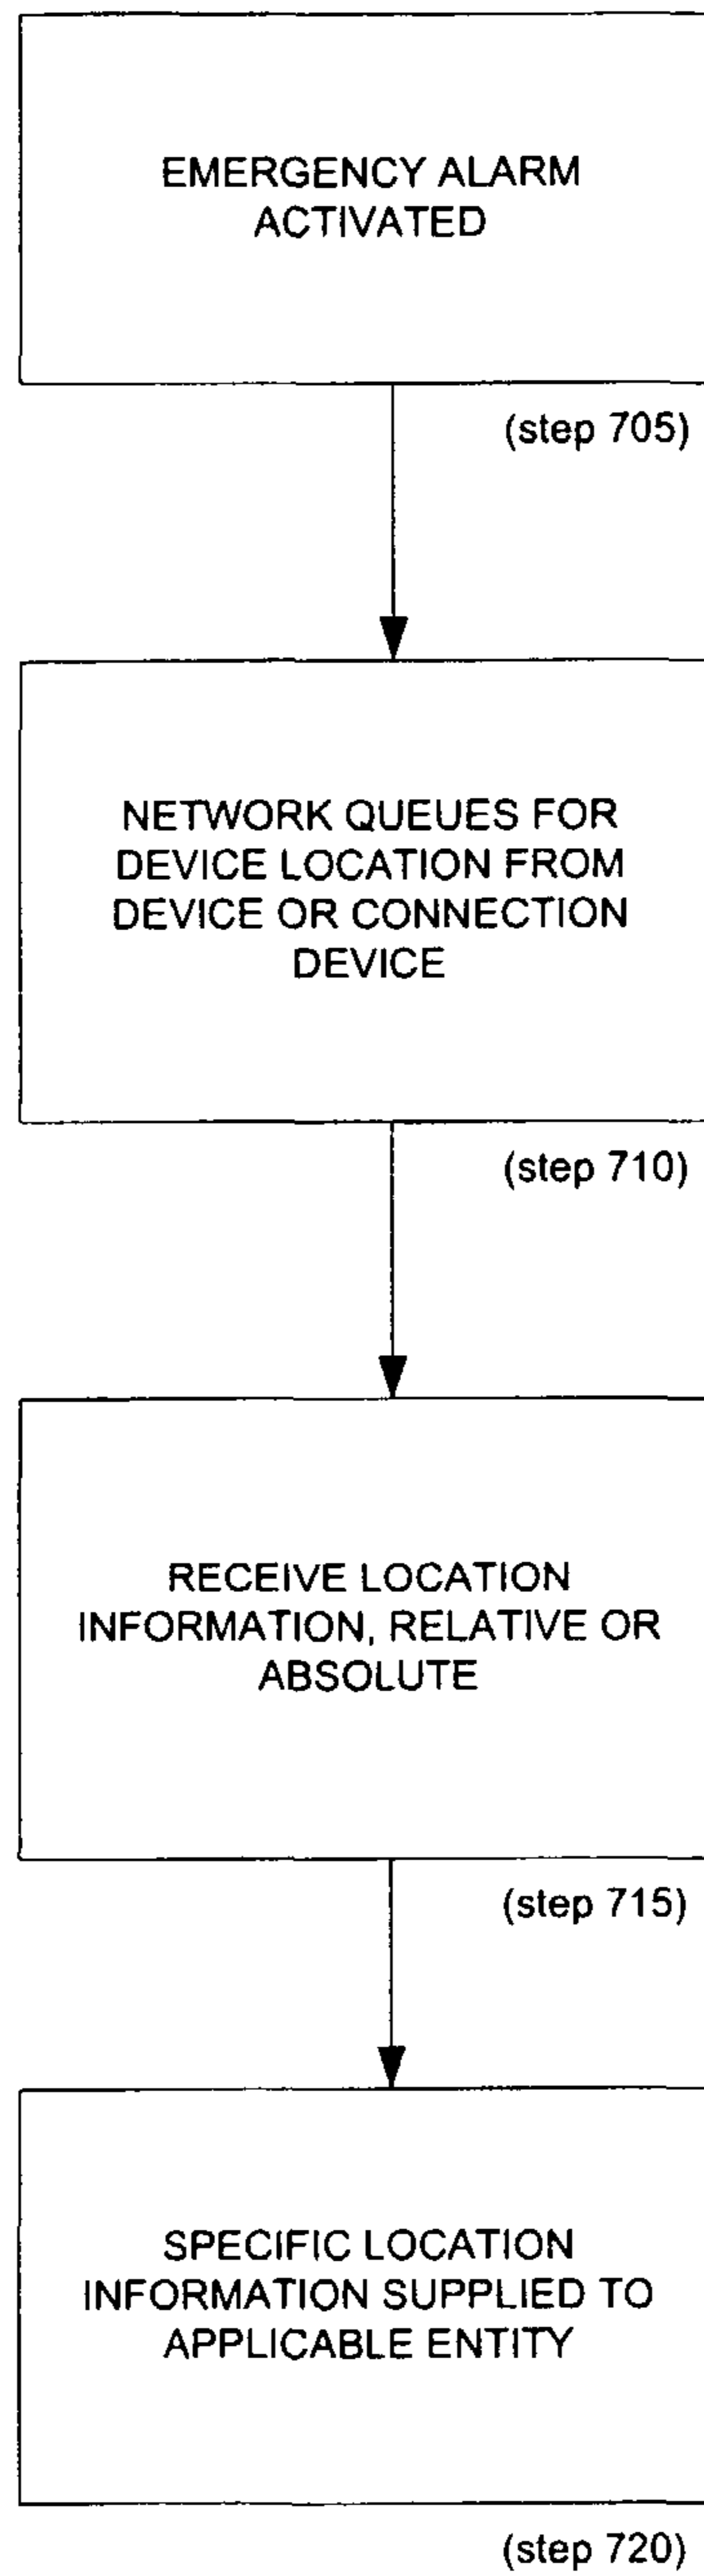 EMERGENCY ALARM
ACTIVATED
(step 705)
NETWORK QUEUES FOR
DEVICE LOCATION FROM
DEVICE OR CONNECTION
DEVICE
(step 710)
RECEIVE LOCATION
INFORMATION, RELATIVE OR
ABSOLUTE
(step 715)
SPECIFIC LOCATION
INFORMATION SUPPLIED TO
APPLICABLE ENTITY
(step 720)